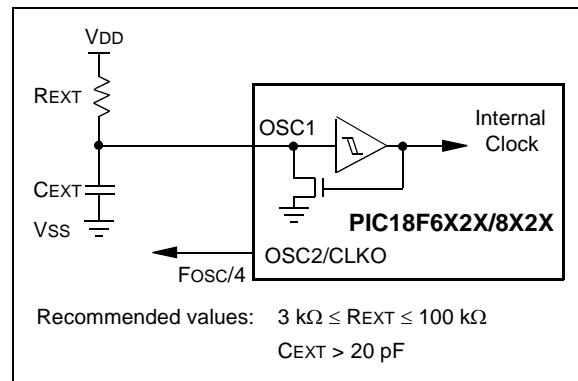 VDD
REXT
OSC1
Internal
Clock
CEXT
VSS
PIC18F6X2X/8X2X
OSC2/CLKO
FOSC/4
Recommended values: 3 kΩ ≤ REXT ≤ 100 kΩ
CEXT > 20 pF